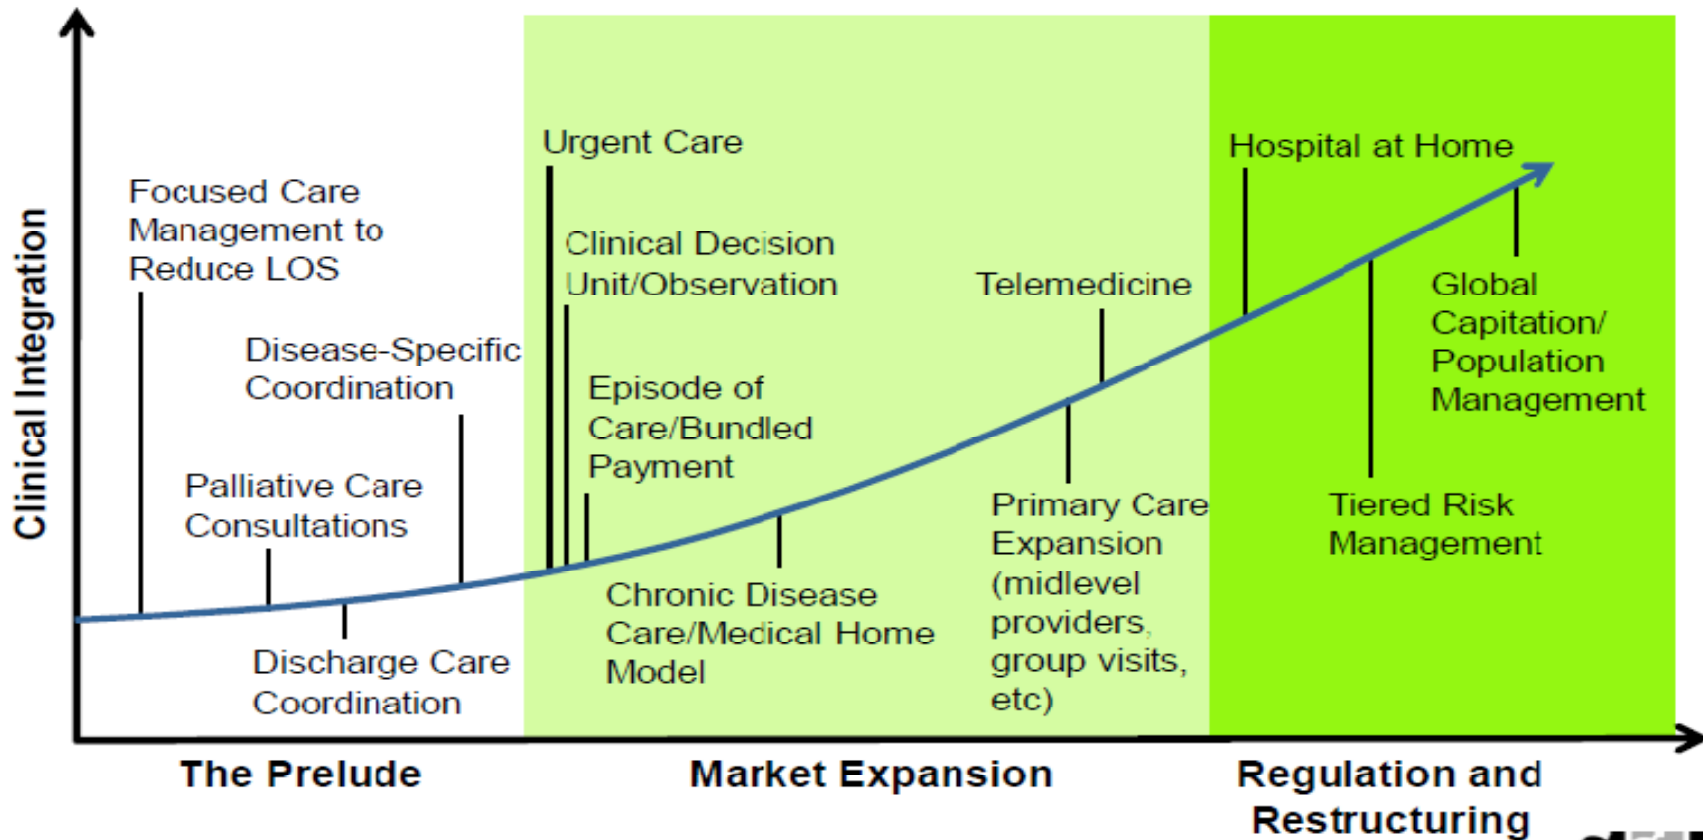 Clinical Integration
Focused Care
Management to
Reduce LOS
Palliative Care
Consultations
Disease-Specific
Coordination
Discharge Care
Coordination
Urgent Care
Clinical Decision
Unit/Observation
Episode of
Care/Bundled
Payment
Chronic Disease
Care/Medical Home
Model
Telemedicine
Primary Care
Expansion
(midlevel
providers,
group visits,
etc)
Hospital at Home
Tiered Risk
Management
Global
Capitation/
Population
Management
The Prelude
Market Expansion
Regulation and
Restructuring